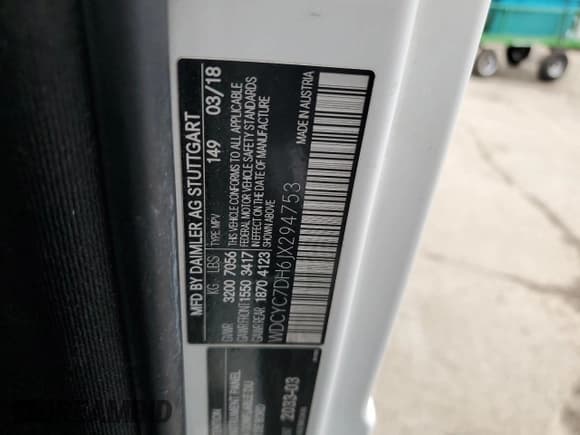 MFD BY DAIMLER AG STUTTGART
149 03/18
KG LBS TYPE: MPV
GVWR 3200 7056
GAWR FRONT 1550 3417
GAWR REAR 1870 4123
THIS VEHICLE CONFORMS TO ALL APPLICABLE
FEDERAL MOTOR VEHICLE SAFETY STANDARDS
IN EFFECT ON THE DATE OF MANUFACTURE
SHOWN ABOVE
WDCYC7DH6JX294753
MADE IN AUSTRIA
2033-03